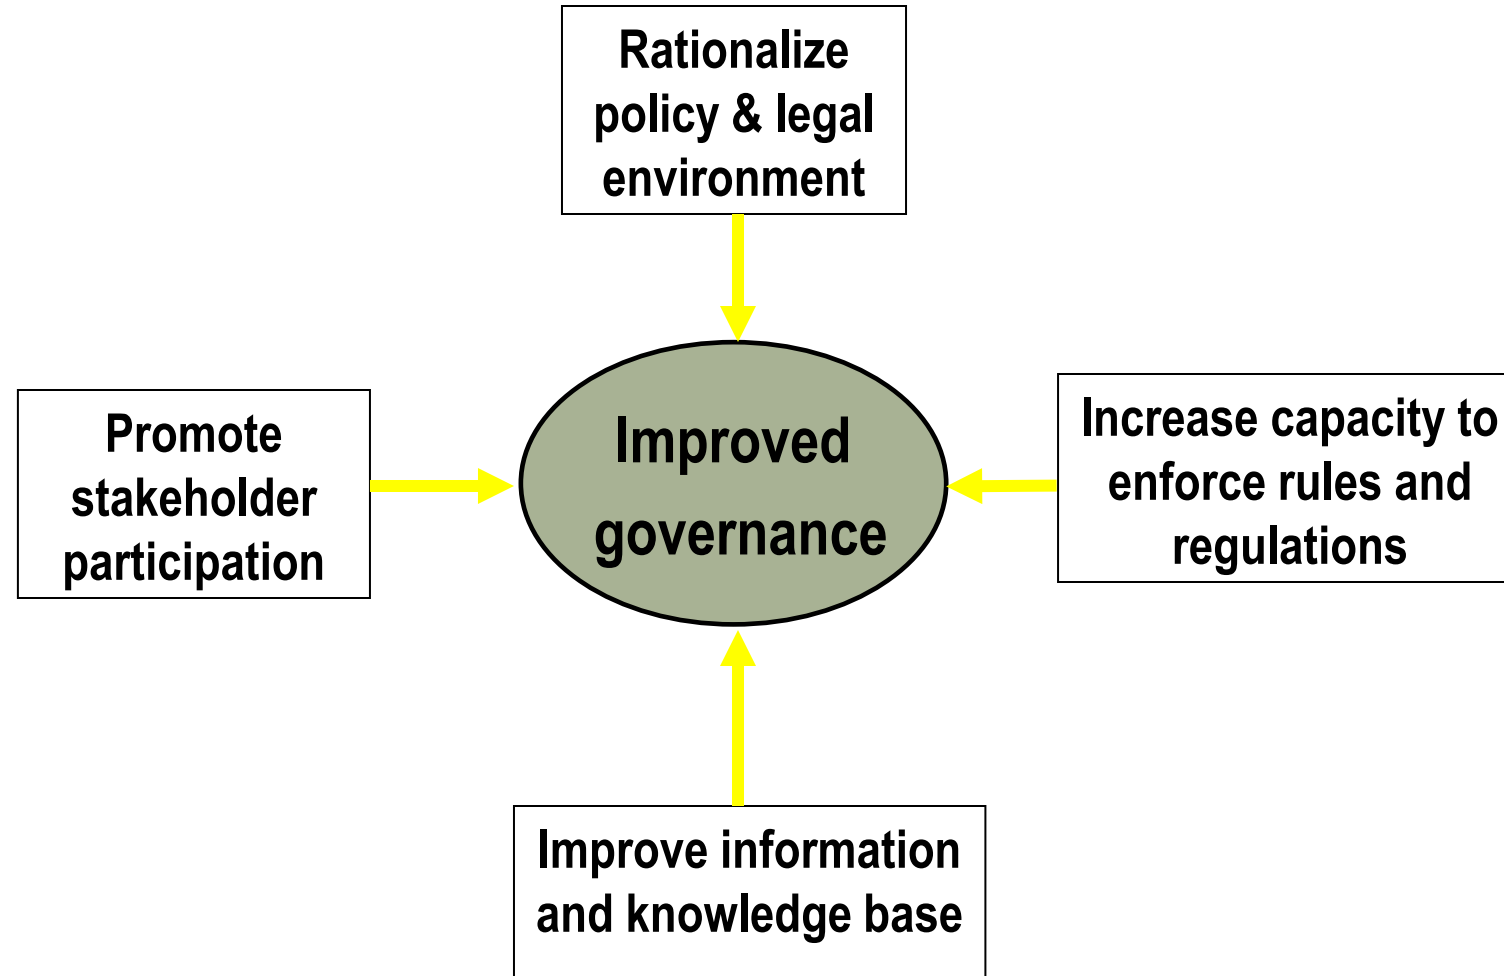 Rationalize
policy & legal
environment
Promote
stakeholder
participation
Improved
governance
Increase capacity to
enforce rules and
regulations
Improve information
and knowledge base